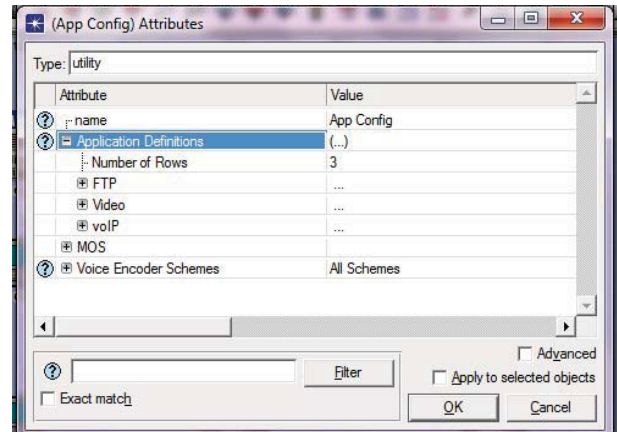 (App Config) Attributes
Type: utility
Attribute Value
name App Config
Application Definitions (...)
Number of Rows 3
FTP ...
Video ...
voIP ...
MOS
Voice Encoder Schemes All Schemes
Advanced
Filter
Apply to selected objects
Exact match
OK Cancel